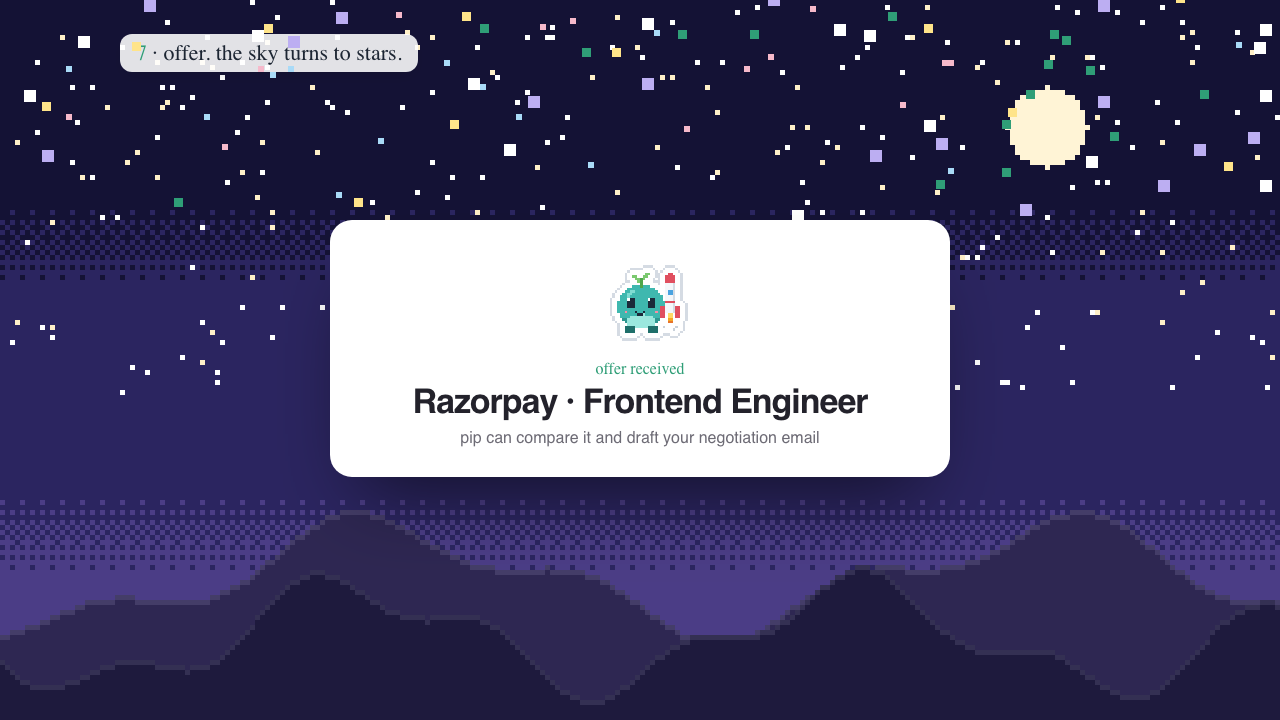 7 · offer. the sky turns to stars.
offer received
Razorpay · Frontend Engineer
pip can compare it and draft your negotiation email